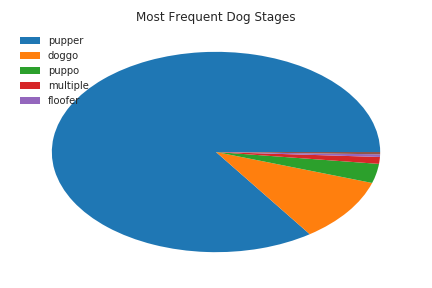 Most Frequent Dog Stages
pupper
doggo
puppo
multiple
floofer